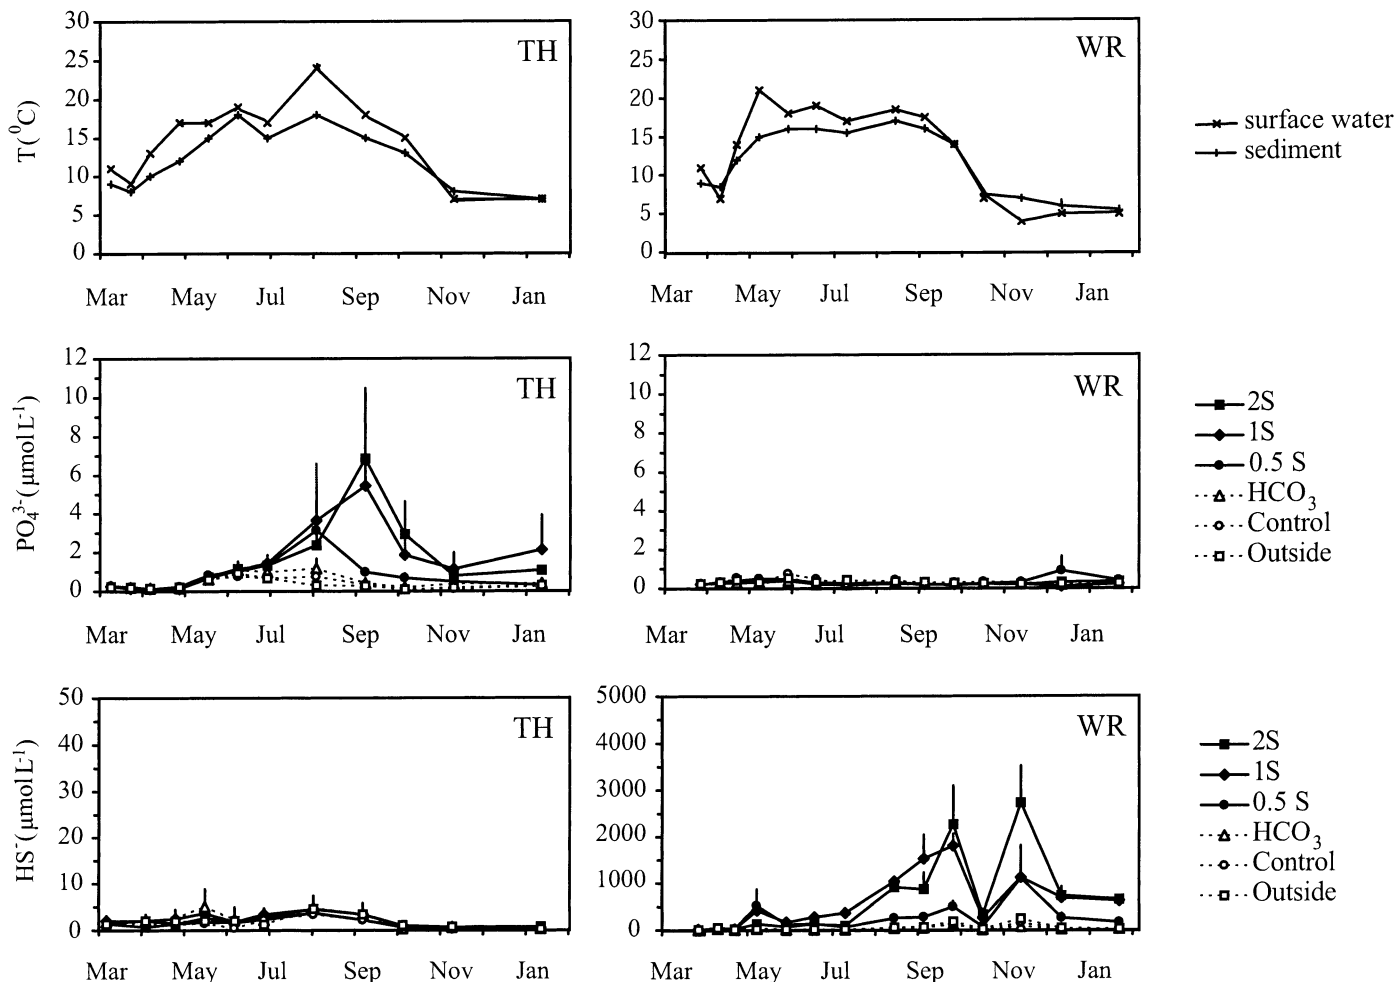 30
25
20
15
10
5
0
T(⁰C)
TH
Mar May Jul Sep Nov Jan
30
25
20
15
10
5
0
WR
Mar May Jul Sep Nov Jan
surface water
sediment
12
10
8
6
4
2
0
PO₄³⁻(µmol L⁻¹)
TH
Mar May Jul Sep Nov Jan
12
10
8
6
4
2
0
WR
Mar May Jul Sep Nov Jan
2S
1S
0.5 S
HCO₃
Control
Outside
50
40
30
20
10
0
HS⁻(µmol L⁻¹)
TH
Mar May Jul Sep Nov Jan
5000
4000
3000
2000
1000
0
WR
Mar May Jul Sep Nov Jan
2S
1S
0.5 S
HCO₃
Control
Outside